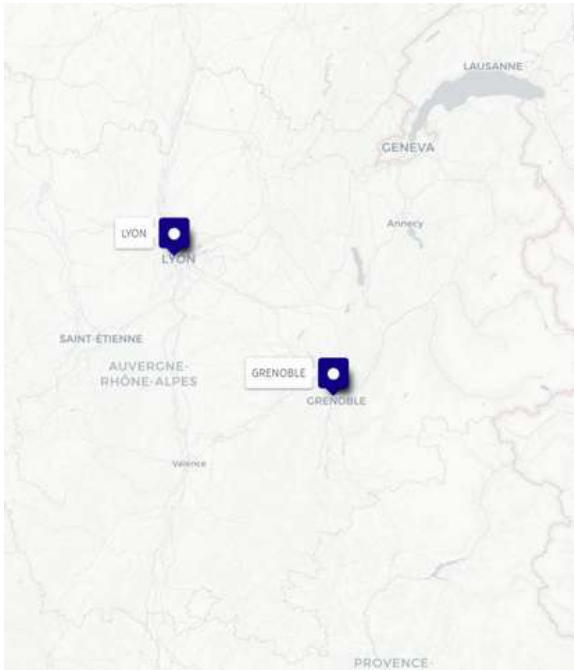 LAUSANNE
GENEVA
Annecy
LYON
LYON
SAINT-ÉTIENNE
AUVERGNE-
RHÔNE-ALPES
GRENOBLE
GRENOBLE
Valence
PROVENCE-